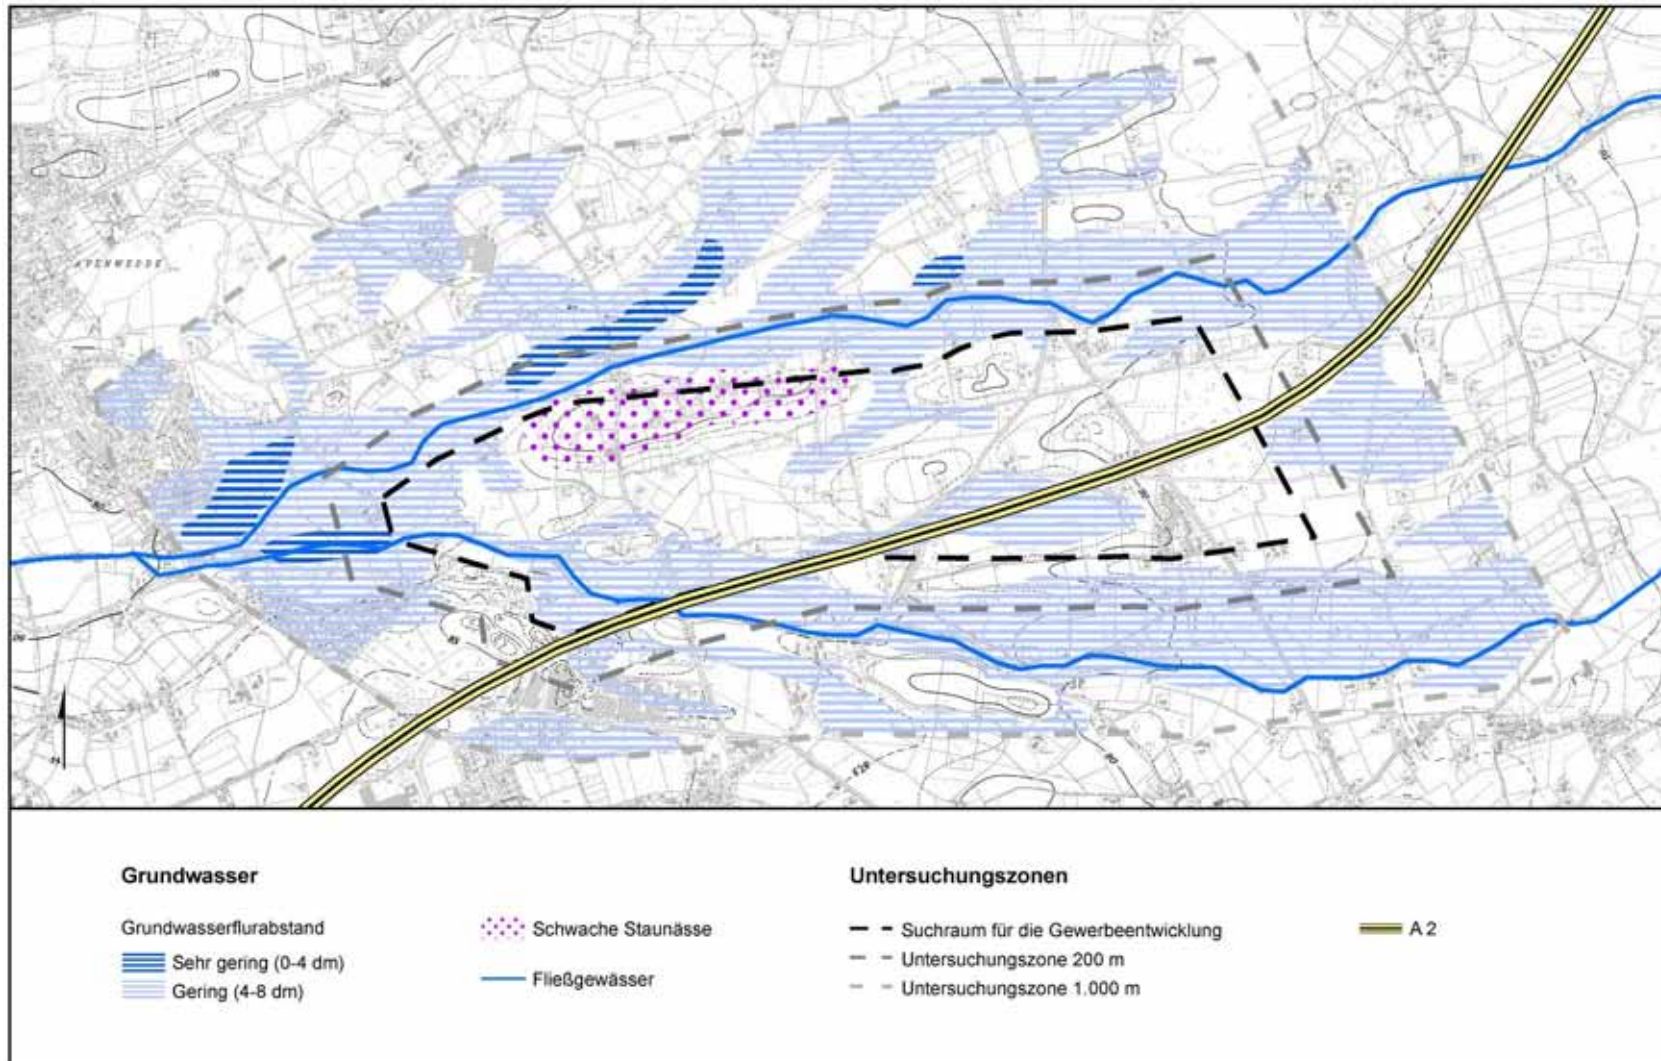 AVENWEDDE
Grundwasser
Grundwasserflurabstand
Sehr gering (0-4 dm)
Gering (4-8 dm)
Schwache Staunässe
Fließgewässer
Untersuchungszonen
Suchraum für die Gewerbeentwicklung
Untersuchungszone 200 m
Untersuchungszone 1.000 m
A 2